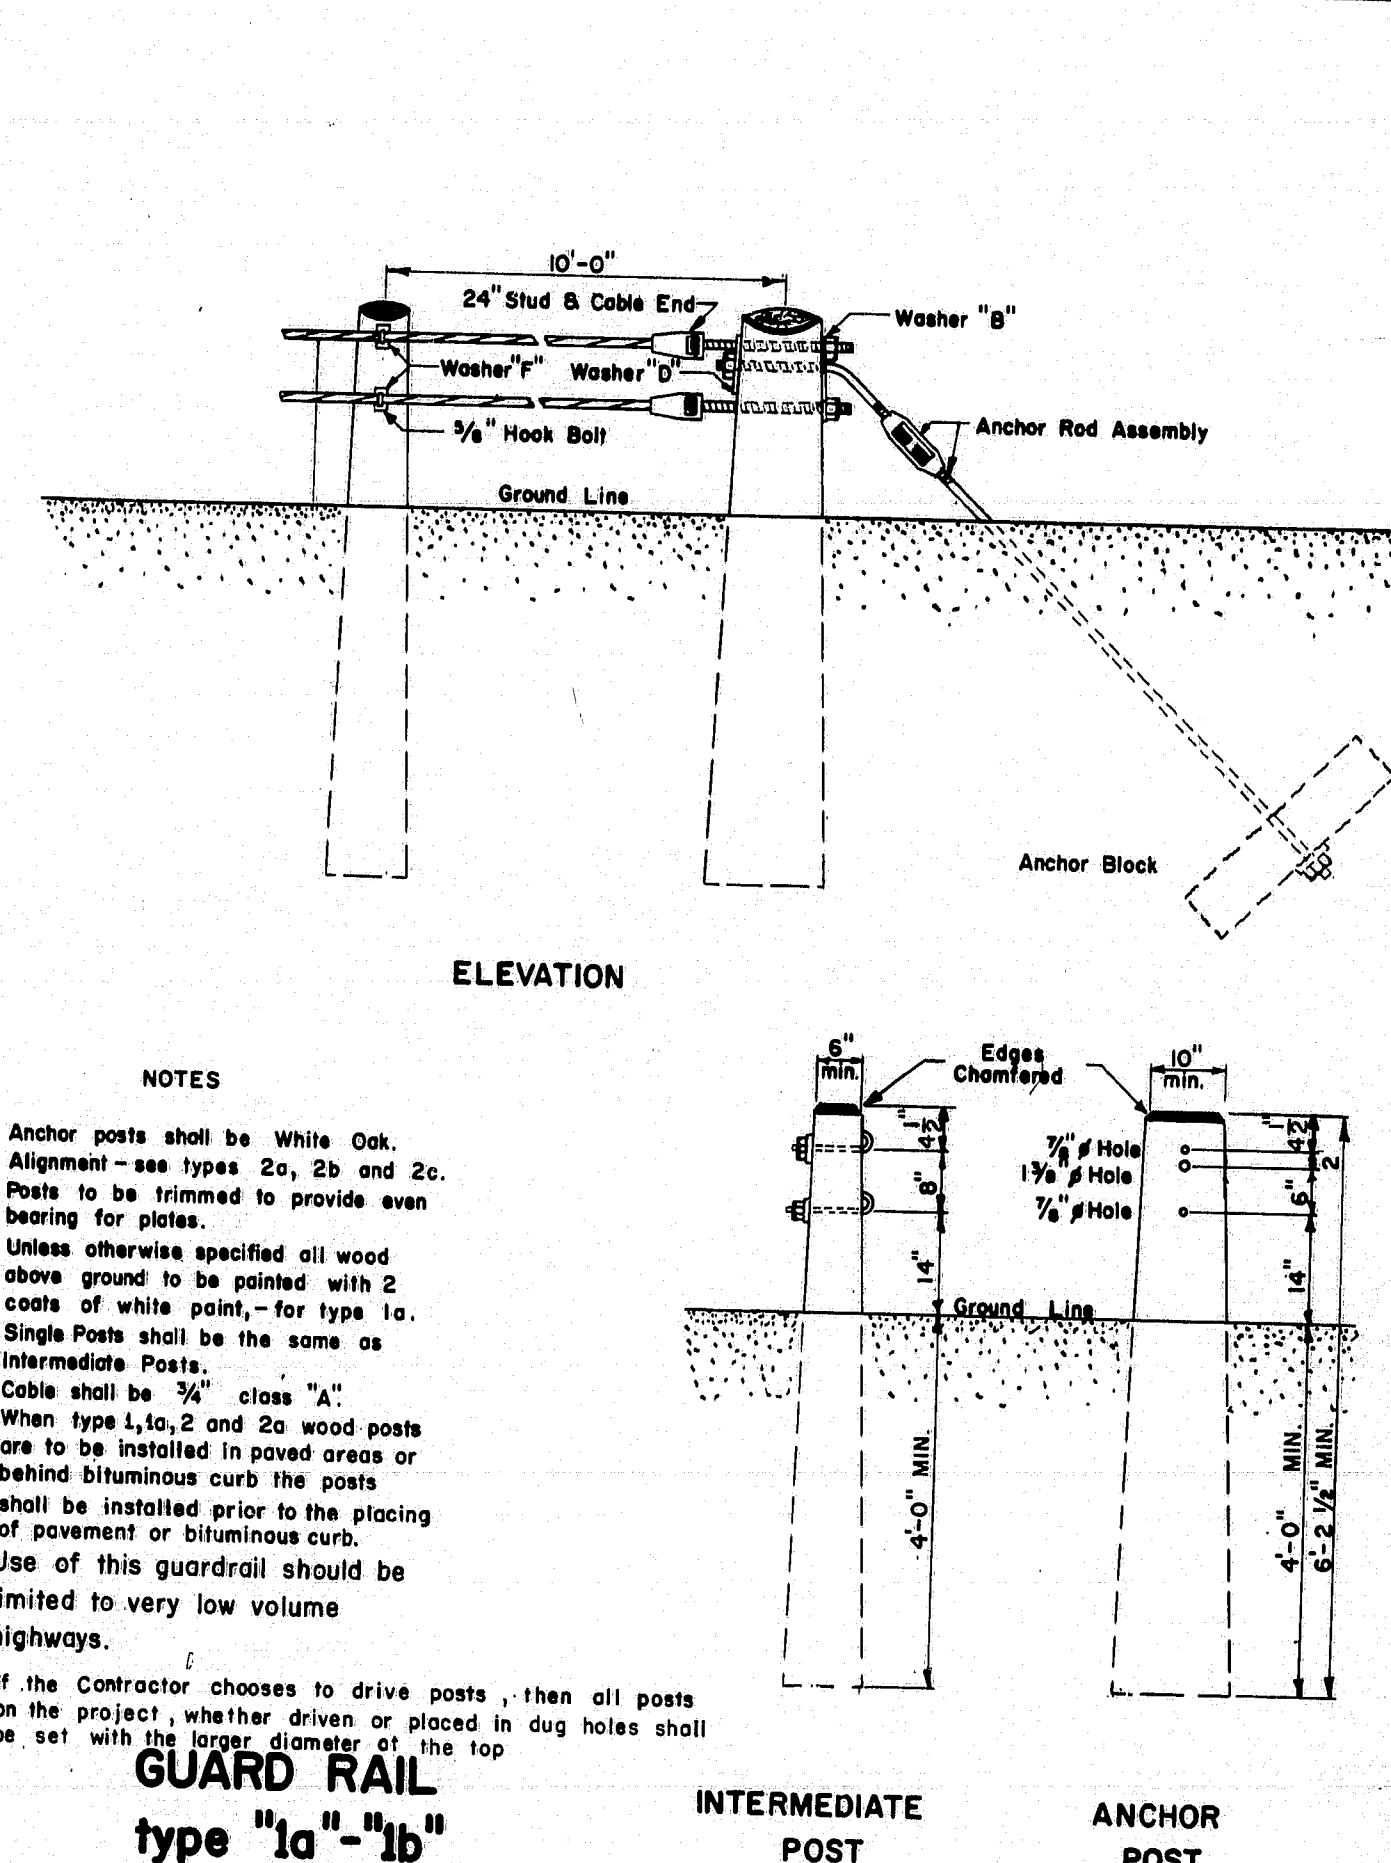 10'-0"
24" Stud & Cable End
Washer "B"
Washer "F"
Washer "D"
5/8" Hook Bolt
Anchor Rod Assembly
Ground Line
Anchor Block
ELEVATION
NOTES
Anchor posts shall be White Oak.
Alignment - see types 2a, 2b and 2c.
Posts to be trimmed to provide even
bearing for plates.
Unless otherwise specified all wood
above ground to be painted with 2
coats of white paint, - for type 1a.
Single Posts shall be the same as
Intermediate Posts.
Cable shall be 3/4" class "A".
When type 1, 1a, 2 and 2a wood posts
are to be installed in paved areas or
behind bituminous curb the posts
shall be installed prior to the placing
of pavement or bituminous curb.
Use of this guardrail should be
limited to very low volume
highways.
If the Contractor chooses to drive posts, then all posts
on the project, whether driven or placed in dug holes shall
be set with the larger diameter at the top
GUARD RAIL
type "1a"-"1b"
6"
min.
Edges
Chamfered
10"
min.
4 1/2"
8"
14"
4'-0" MIN.
7/8" ø Hole
1 3/8" ø Hole
7/8" ø Hole
4 1/2"
2
6"
14"
Ground Line
4'-0" MIN.
6'-2 1/2" MIN.
INTERMEDIATE
POST
ANCHOR
POST